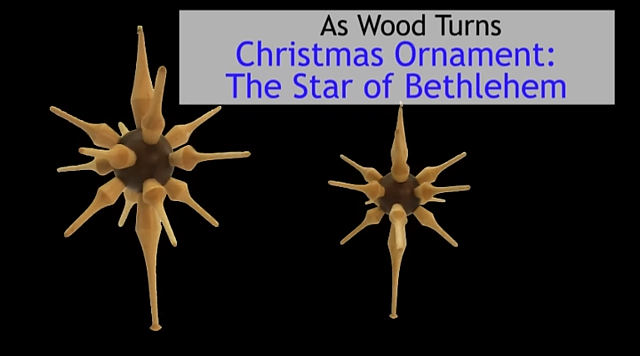 As Wood Turns
Christmas Ornament:
The Star of Bethlehem